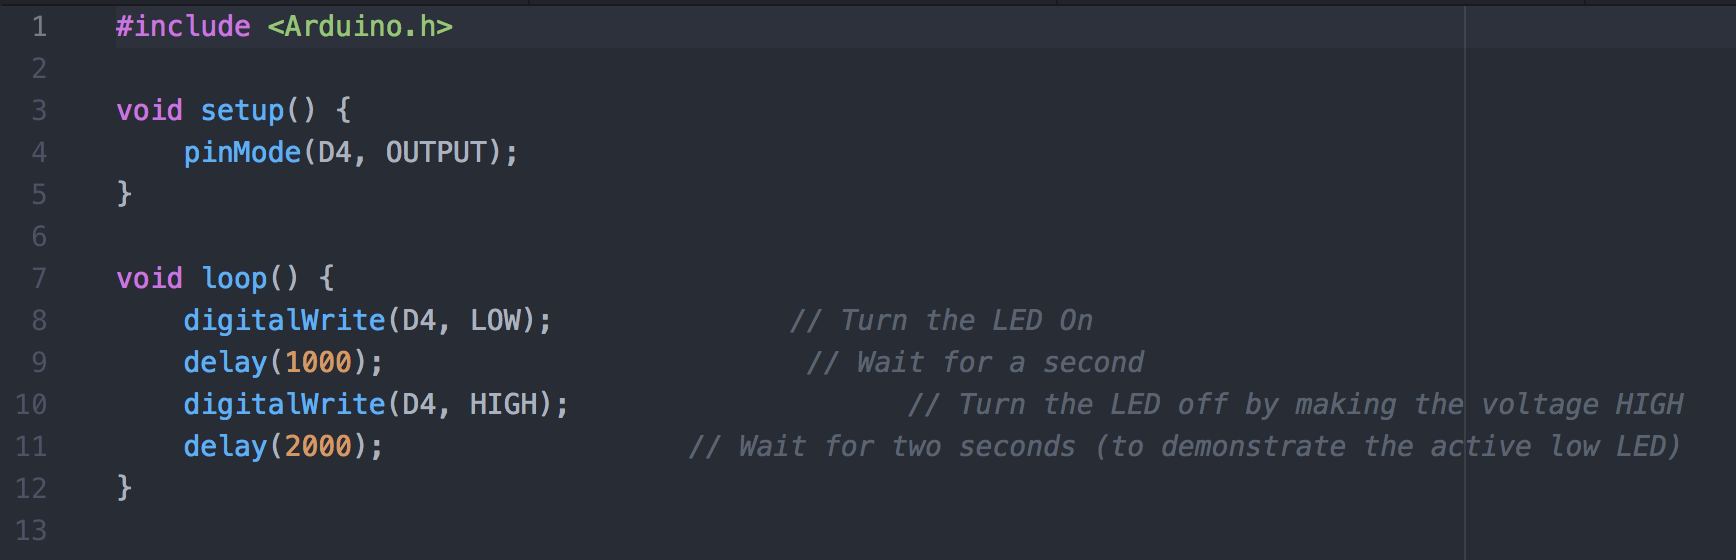 1 #include <Arduino.h>
2
3 void setup() {
4     pinMode(D4, OUTPUT);
5 }
6
7 void loop() {
8     digitalWrite(D4, LOW);              // Turn the LED On
9     delay(1000);                         // Wait for a second
10     digitalWrite(D4, HIGH);                    // Turn the LED off by making the voltage HIGH
11     delay(2000);                  // Wait for two seconds (to demonstrate the active low LED)
12 }
13